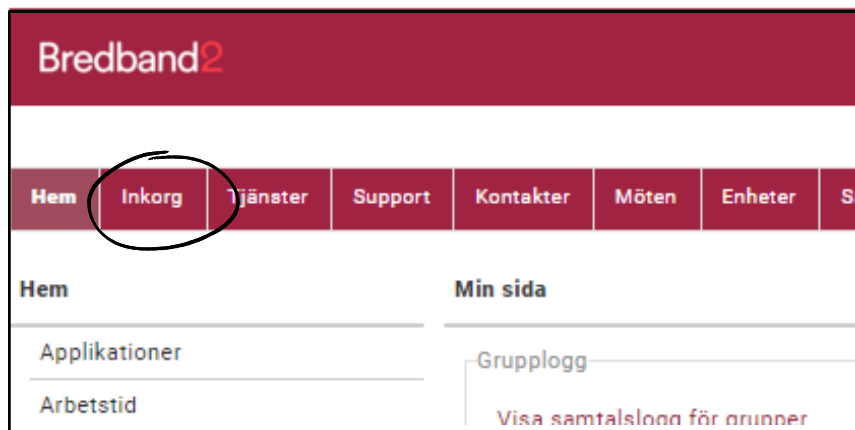 Bredband2
Hem Inkorg Tjänster Support Kontakter Möten Enheter
Hem
Min sida
Applikationer
Grupplogg
Arbetstid
Visa samtalslogg för grupper